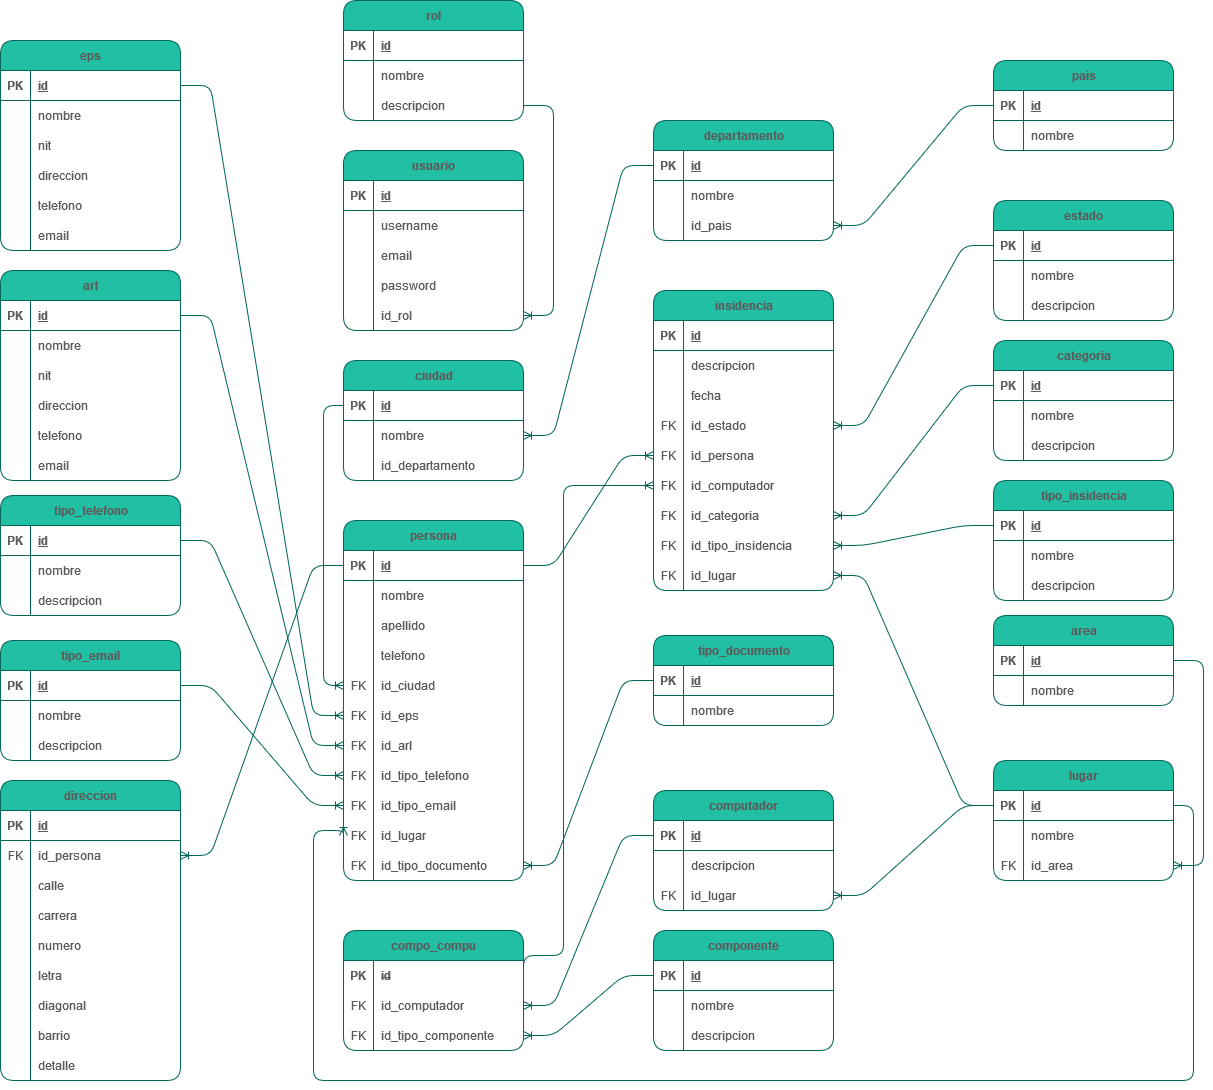 rol
PK id
nombre
descripcion
eps
PK id
nombre
nit
direccion
telefono
email
usuario
PK id
username
email
password
id_rol
departamento
PK id
nombre
id_pais
pais
PK id
nombre
estado
PK id
nombre
descripcion
arl
PK id
nombre
nit
direccion
telefono
email
ciudad
PK id
nombre
id_departamento
insidencia
PK id
descripcion
fecha
FK id_estado
FK id_persona
FK id_computador
FK id_categoria
FK id_tipo_insidencia
FK id_lugar
categoria
PK id
nombre
descripcion
tipo_telefono
PK id
nombre
descripcion
persona
PK id
nombre
apellido
telefono
FK id_ciudad
FK id_eps
FK id_arl
FK id_tipo_telefono
FK id_tipo_email
FK id_lugar
FK id_tipo_documento
tipo_insidencia
PK id
nombre
descripcion
area
PK id
nombre
tipo_email
PK id
nombre
descripcion
tipo_documento
PK id
nombre
direccion
PK id
FK id_persona
calle
carrera
numero
letra
diagonal
barrio
detalle
computador
PK id
descripcion
FK id_lugar
lugar
PK id
nombre
FK id_area
compo_compu
PK id
FK id_computador
FK id_tipo_componente
componente
PK id
nombre
descripcion